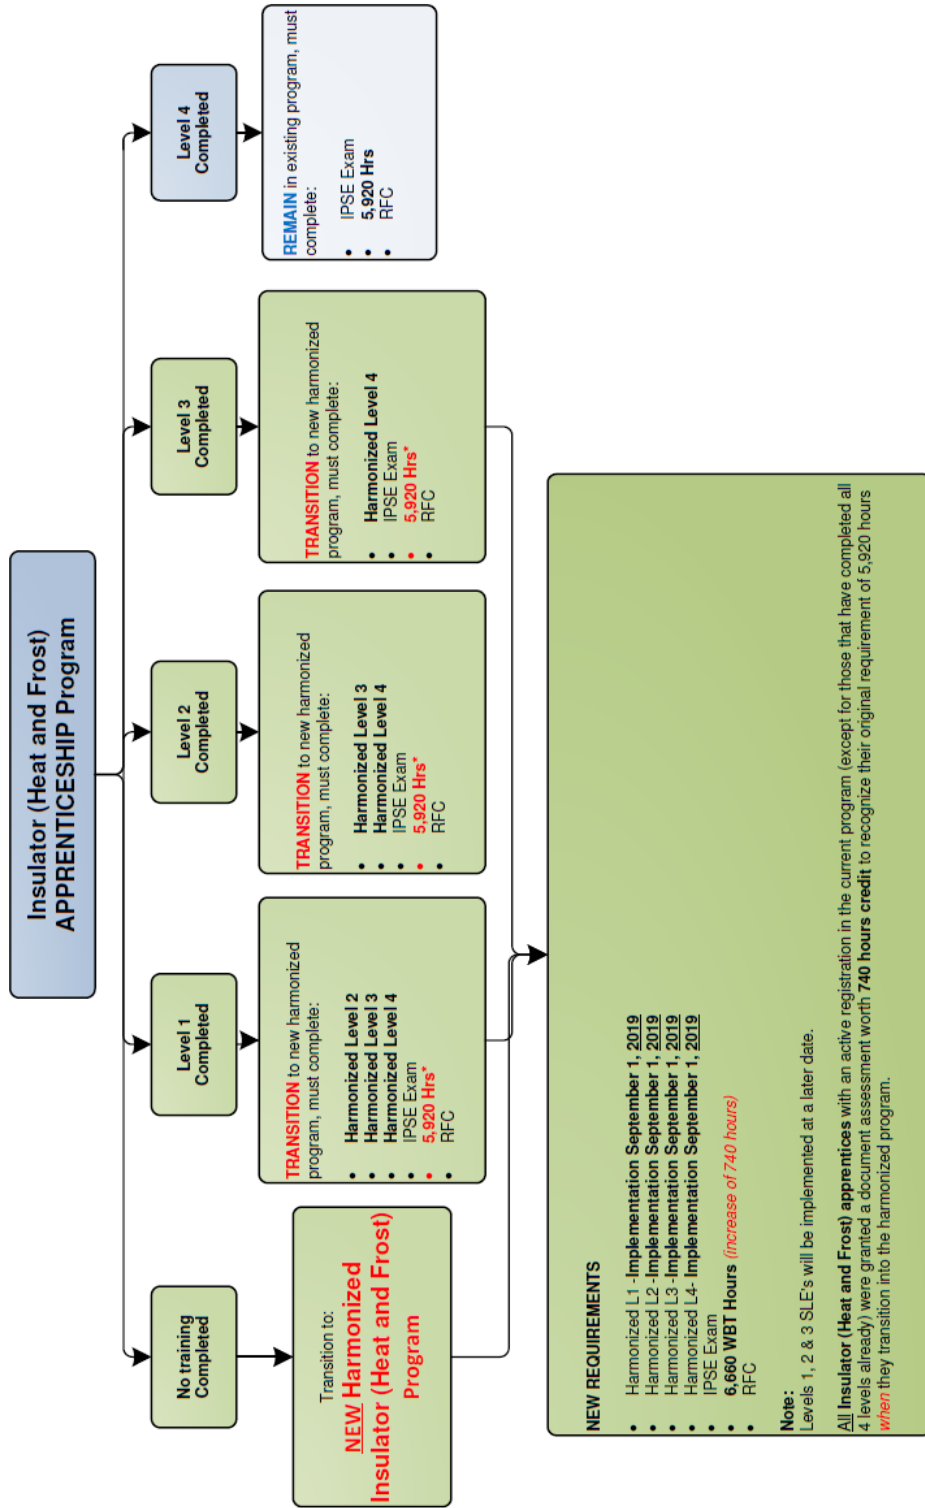 Insulator (Heat and Frost)
APPRENTICESHIP Program
No training
Completed
Level 1
Completed
Level 2
Completed
Level 3
Completed
Level 4
Completed
Transition to:
NEW Harmonized
Insulator (Heat and Frost)
Program
TRANSITION to new harmonized
program, must complete:
• Harmonized Level 2
• Harmonized Level 3
• Harmonized Level 4
• IPSE Exam
• 5,920 Hrs*
• RFC
TRANSITION to new harmonized
program, must complete:
• Harmonized Level 3
• Harmonized Level 4
• IPSE Exam
• 5,920 Hrs*
• RFC
TRANSITION to new harmonized
program, must complete:
• Harmonized Level 4
• IPSE Exam
• 5,920 Hrs*
• RFC
REMAIN in existing program, must
complete:
• IPSE Exam
• 5,920 Hrs
• RFC
NEW REQUIREMENTS
• Harmonized L1 -Implementation September 1, 2019
• Harmonized L2 -Implementation September 1, 2019
• Harmonized L3 -Implementation September 1, 2019
• Harmonized L4- Implementation September 1, 2019
• IPSE Exam
• 6,660 WBT Hours (increase of 740 hours)
• RFC
Note:
Levels 1, 2 & 3 SLE's will be implemented at a later date.
All Insulator (Heat and Frost) apprentices with an active registration in the current program (except for those that have completed all
4 levels already) were granted a document assessment worth 740 hours credit to recognize their original requirement of 5,920 hours
when they transition into the harmonized program.